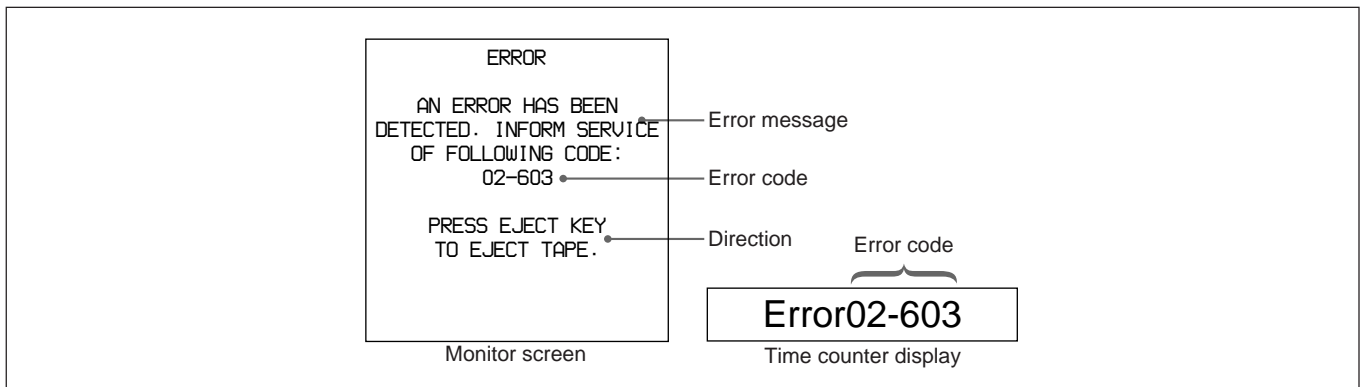 ERROR
AN ERROR HAS BEEN
DETECTED. INFORM SERVICE
OF FOLLOWING CODE:
02-603
PRESS EJECT KEY
TO EJECT TAPE.
Monitor screen
Error message
Error code
Direction
Error code
Error02-603
Time counter display